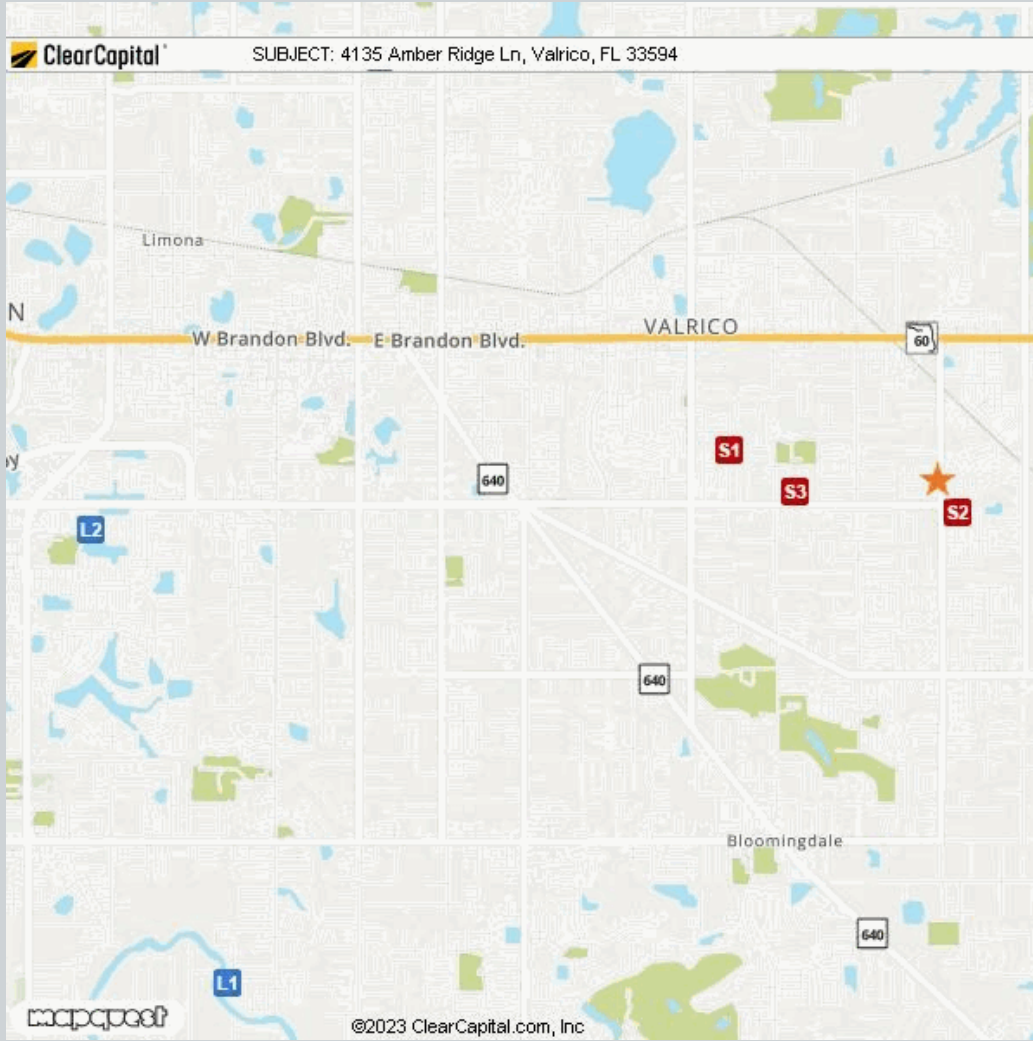 ClearCapital SUBJECT: 4135 Amber Ridge Ln, Valrico, FL 33594
Limona
N
W Brandon Blvd. E Brandon Blvd.
VALRICO
60
S1
640
S3
S2
L2
640
Bloomingdale
640
L1
mapquest
©2023 ClearCapital.com, Inc